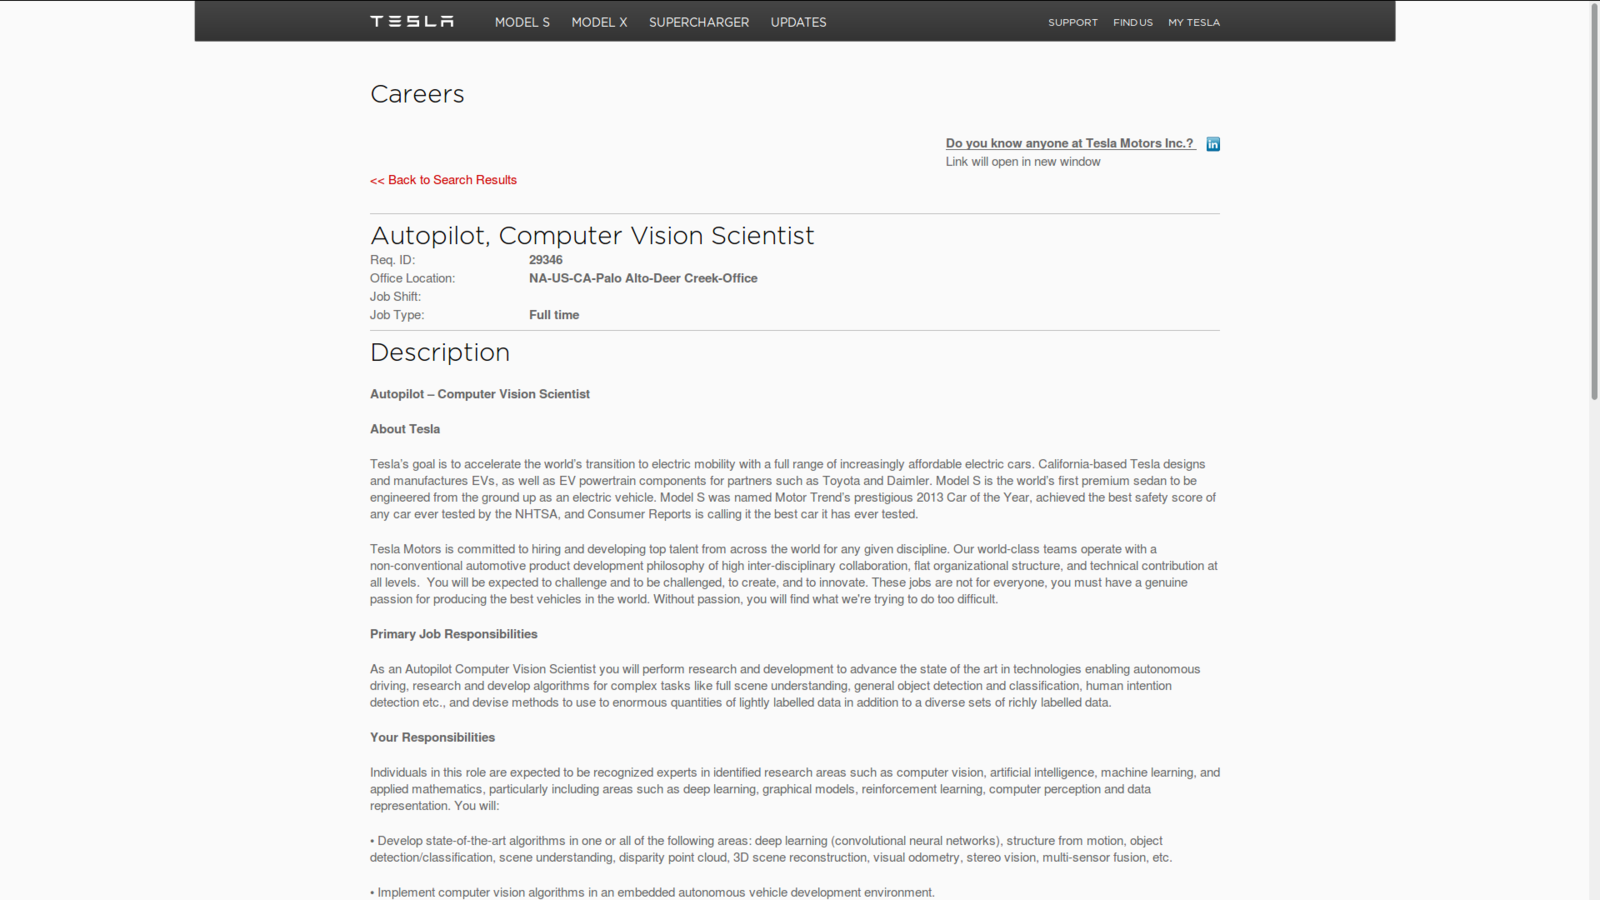 TESLA MODEL S MODEL X SUPERCHARGER UPDATES SUPPORT FIND US MY TESLA
Careers
Do you know anyone at Tesla Motors Inc.? in
Link will open in new window
<< Back to Search Results
Autopilot, Computer Vision Scientist
Req. ID: 29346
Office Location: NA-US-CA-Palo Alto-Deer Creek-Office
Job Shift:
Job Type: Full time
Description
Autopilot – Computer Vision Scientist
About Tesla
Tesla’s goal is to accelerate the world’s transition to electric mobility with a full range of increasingly affordable electric cars. California-based Tesla designs
and manufactures EVs, as well as EV powertrain components for partners such as Toyota and Daimler. Model S is the world’s first premium sedan to be
engineered from the ground up as an electric vehicle. Model S was named Motor Trend’s prestigious 2013 Car of the Year, achieved the best safety score of
any car ever tested by the NHTSA, and Consumer Reports is calling it the best car it has ever tested.
Tesla Motors is committed to hiring and developing top talent from across the world for any given discipline. Our world-class teams operate with a
non-conventional automotive product development philosophy of high inter-disciplinary collaboration, flat organizational structure, and technical contribution at
all levels.  You will be expected to challenge and to be challenged, to create, and to innovate. These jobs are not for everyone, you must have a genuine
passion for producing the best vehicles in the world. Without passion, you will find what we're trying to do too difficult.
Primary Job Responsibilities
As an Autopilot Computer Vision Scientist you will perform research and development to advance the state of the art in technologies enabling autonomous
driving, research and develop algorithms for complex tasks like full scene understanding, general object detection and classification, human intention
detection etc., and devise methods to use to enormous quantities of lightly labelled data in addition to a diverse sets of richly labelled data.
Your Responsibilities
Individuals in this role are expected to be recognized experts in identified research areas such as computer vision, artificial intelligence, machine learning, and
applied mathematics, particularly including areas such as deep learning, graphical models, reinforcement learning, computer perception and data
representation. You will:
• Develop state-of-the-art algorithms in one or all of the following areas: deep learning (convolutional neural networks), structure from motion, object
detection/classification, scene understanding, disparity point cloud, 3D scene reconstruction, visual odometry, stereo vision, multi-sensor fusion, etc.
• Implement computer vision algorithms in an embedded autonomous vehicle development environment.